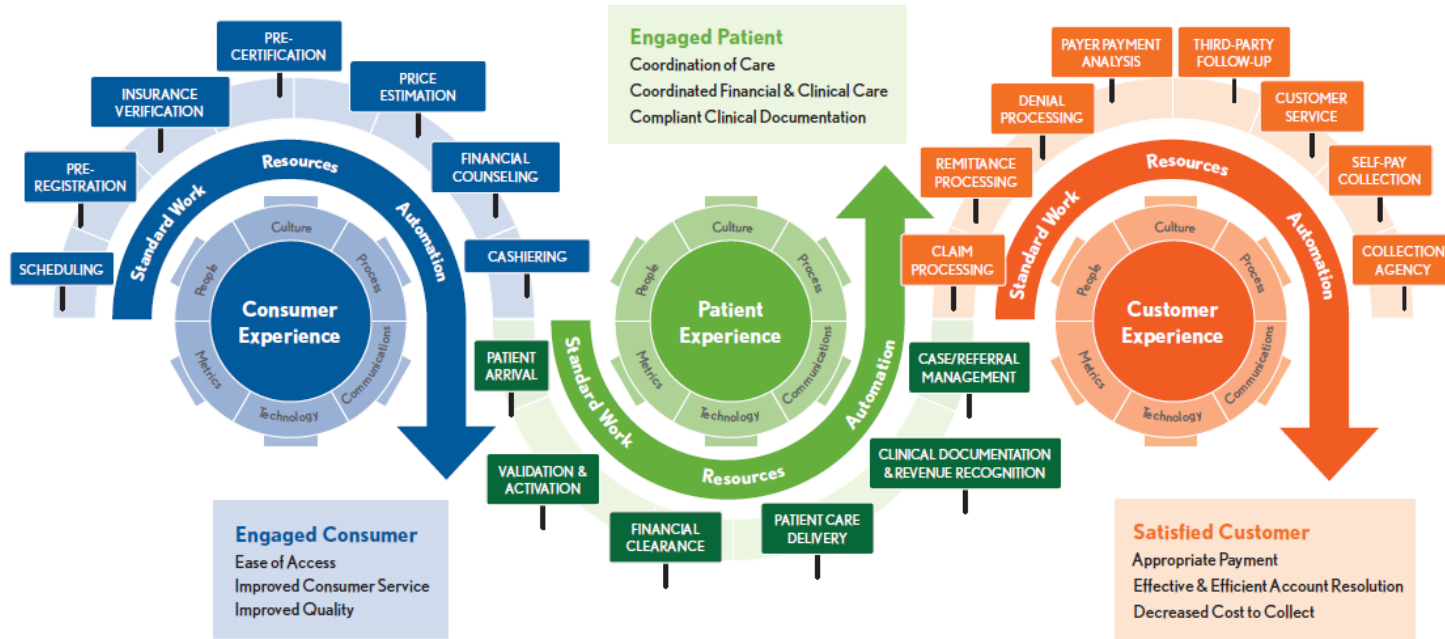 SCHEDULING
PRE-
REGISTRATION
INSURANCE
VERIFICATION
PRE-
CERTIFICATION
PRICE
ESTIMATION
FINANCIAL
COUNSELING
CASHIERING
Standard Work
Resources
Automation
People
Culture
Process
Communications
Technology
Metrics
Consumer
Experience
Engaged Consumer
Ease of Access
Improved Consumer Service
Improved Quality
Engaged Patient
Coordination of Care
Coordinated Financial & Clinical Care
Compliant Clinical Documentation
PATIENT
ARRIVAL
VALIDATION &
ACTIVATION
FINANCIAL
CLEARANCE
PATIENT CARE
DELIVERY
CLINICAL DOCUMENTATION
& REVENUE RECOGNITION
CASE/REFERRAL
MANAGEMENT
Standard Work
Resources
Automation
People
Culture
Process
Communications
Technology
Metrics
Patient
Experience
CLAIM
PROCESSING
REMITTANCE
PROCESSING
DENIAL
PROCESSING
PAYER PAYMENT
ANALYSIS
THIRD-PARTY
FOLLOW-UP
CUSTOMER
SERVICE
SELF-PAY
COLLECTION
COLLECTION
AGENCY
Standard Work
Resources
Automation
People
Culture
Process
Communications
Technology
Metrics
Customer
Experience
Satisfied Customer
Appropriate Payment
Effective & Efficient Account Resolution
Decreased Cost to Collect